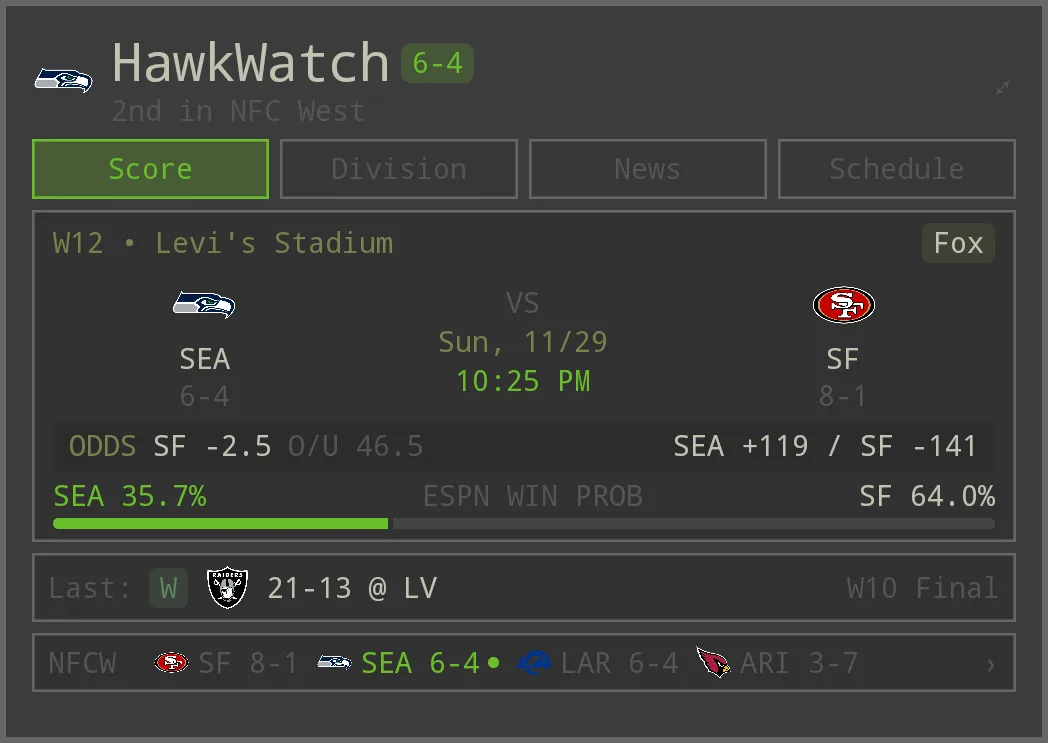 HawkWatch 6-4
2nd in NFC West
Score Division News Schedule
W12 • Levi's Stadium Fox
VS
Sun, 11/29
10:25 PM
SEA SF
6-4 8-1
ODDS SF -2.5 O/U 46.5 SEA +119 / SF -141
SEA 35.7% ESPN WIN PROB SF 64.0%
Last: W RAIDERS 21-13 @ LV W10 Final
NFCW SF 8-1 SEA 6-4 • LAR 6-4 ARI 3-7 ›